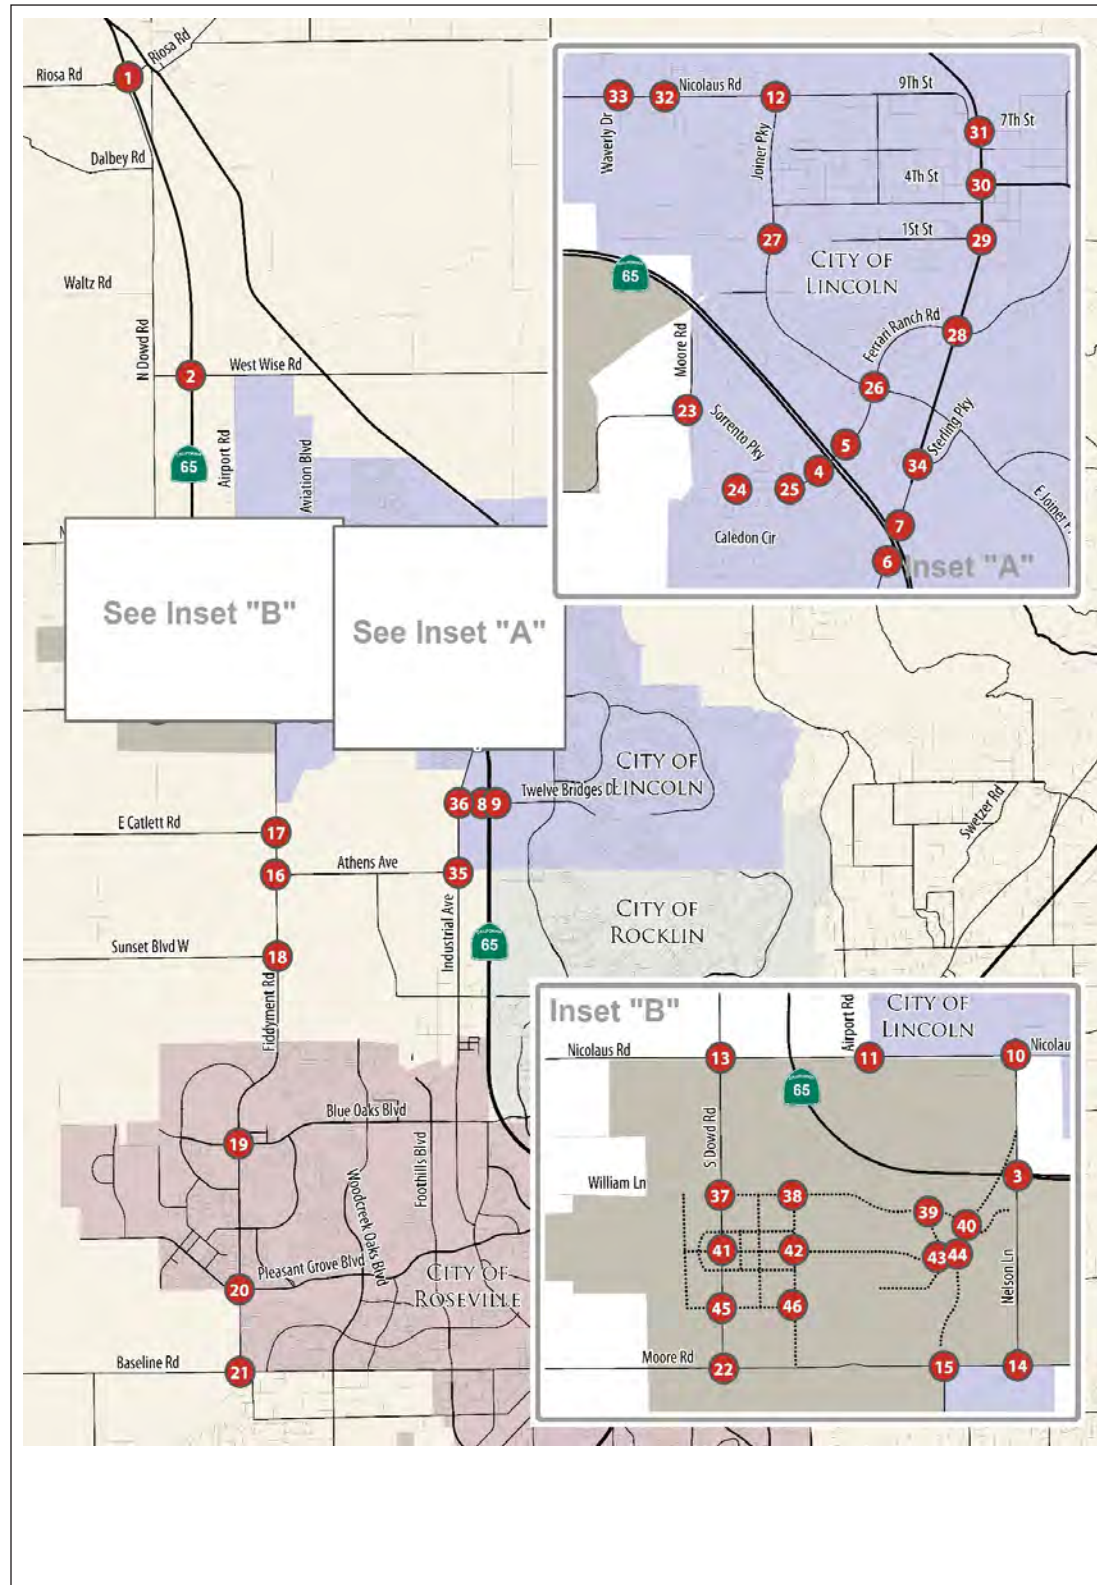 Riosa Rd
Riosa Rd
1
Dalbey Rd
Waltz Rd
N Dowd Rd
2
West Wise Rd
CALIFORNIA
65
Airport Rd
Aviation Blvd
See Inset "B"
See Inset "A"
33
32
Nicolaus Rd
12
9Th St
31
7Th St
Waverly Dr
Joiner Pky
4Th St
30
27
1St St
29
CITY OF
LINCOLN
65
Moore Rd
Ferrari Ranch Rd
28
26
23
Sorrento Pky
5
4
Sterling Pky
34
24
25
E Joiner
Caledon Cir
7
6
Inset "A"
CITY OF
LINCOLN
36
8
9
Twelve Bridges D
E Catlett Rd
17
16
Athens Ave
35
Swetzer Rd
Industrial Ave
CITY OF
ROCKLIN
CALIFORNIA
65
Sunset Blvd W
18
Fiddyment Rd
Blue Oaks Blvd
19
Foothills Blvd
Woodcreek Oaks Blvd
Pleasant Grove Blvd
20
CITY OF
ROSEVILLE
Baseline Rd
21
Inset "B"
Airport Rd
CITY OF
LINCOLN
Nicolaus Rd
13
11
10
Nicolau
65
S Dowd Rd
William Ln
3
37
38
39
40
41
42
43
44
Nelson Ln
45
46
Moore Rd
22
15
14